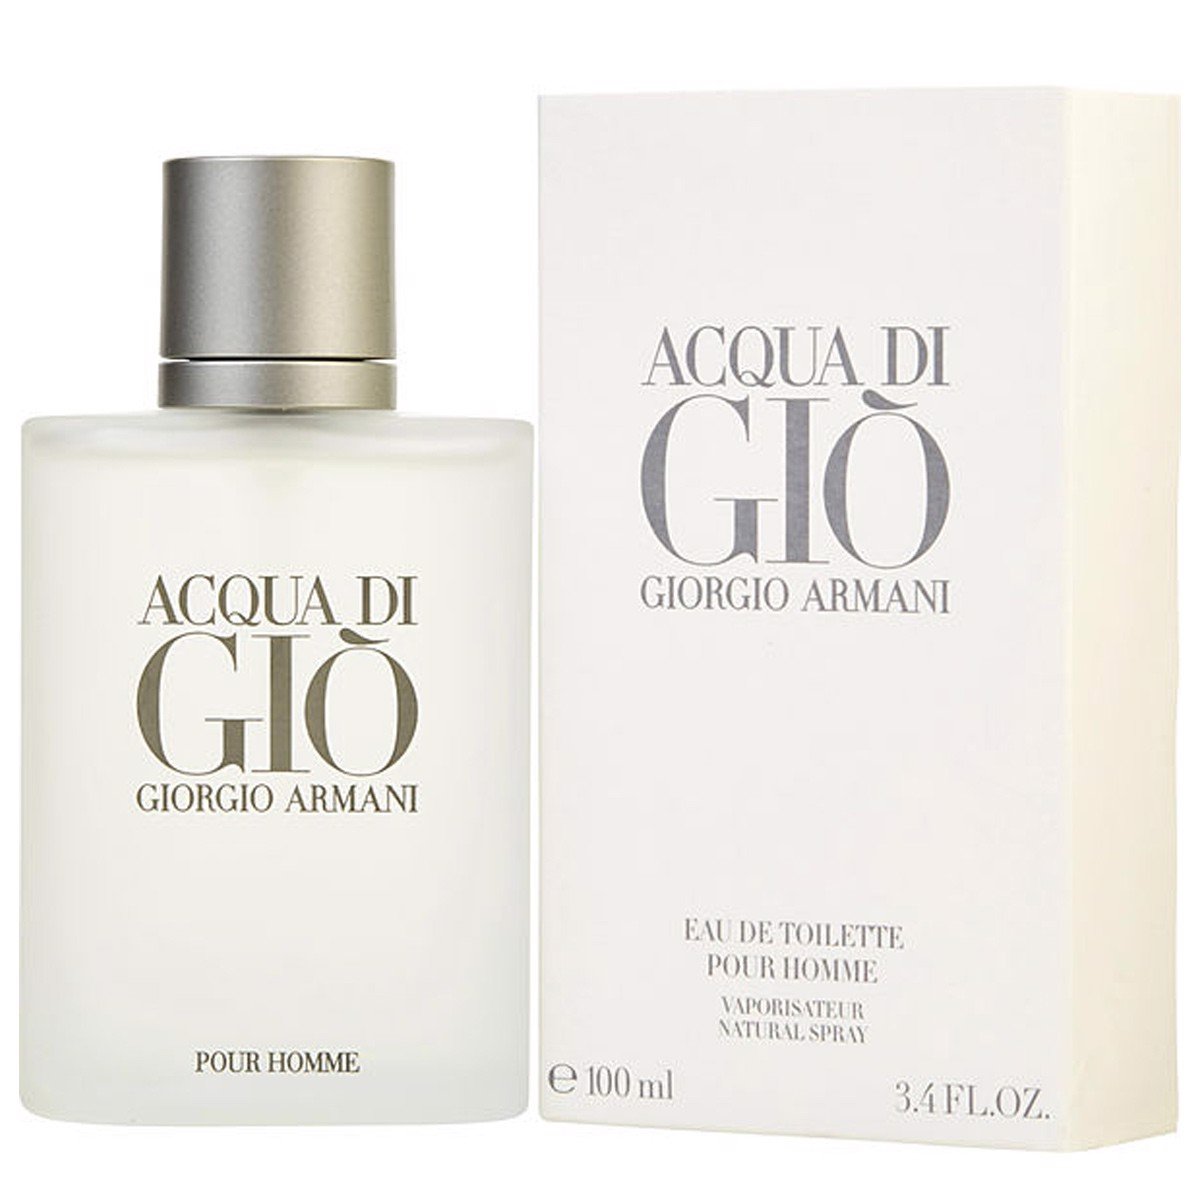 ACQUA DI
GIÒ
GIORGIO ARMANI
POUR HOMME
ACQUA DI
GIÒ
GIORGIO ARMANI
EAU DE TOILETTE
POUR HOMME
VAPORISATEUR
NATURAL SPRAY
℮ 100 ml
3.4 FL.OZ.